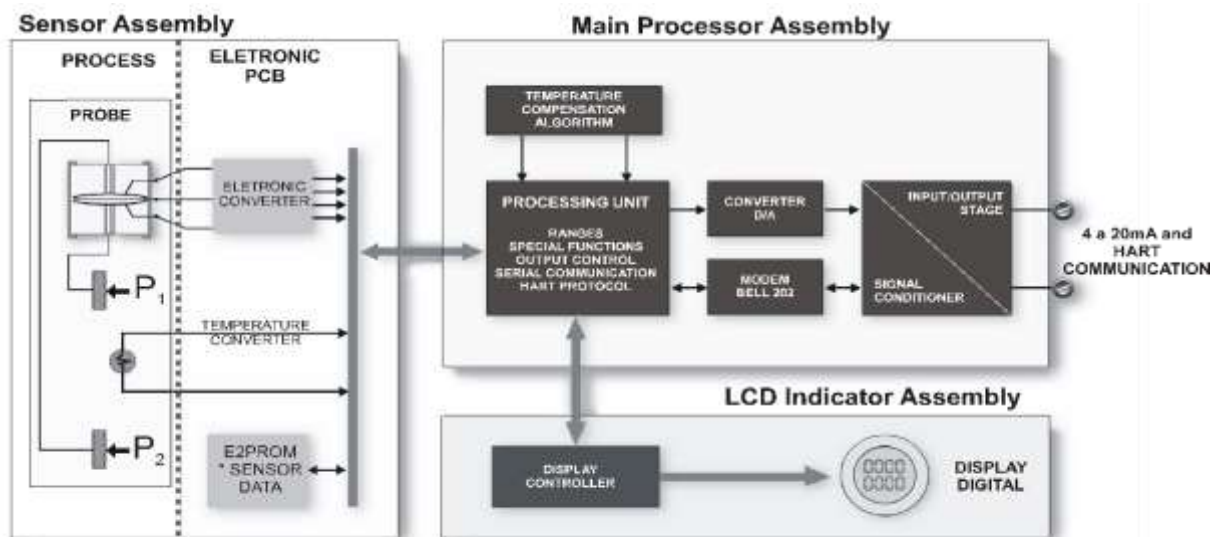 Sensor Assembly
PROCESS
ELETRONIC
PCB
PROBE
ELETRONIC
CONVERTER
P1
TEMPERATURE
CONVERTER
P2
E2PROM
* SENSOR
DATA
Main Processor Assembly
TEMPERATURE
COMPENSATION
ALGORITHM
PROCESSING UNIT
RANGES
SPECIAL FUNCTIONS
OUTPUT CONTROL
SERIAL COMMUNICATION
HART PROTOCOL
CONVERTER
D/A
MODEM
BELL 202
INPUT/OUTPUT
STAGE
SIGNAL
CONDITIONER
4 a 20mA and
HART
COMMUNICATION
LCD Indicator Assembly
DISPLAY
CONTROLLER
0000
0000
DISPLAY
DIGITAL